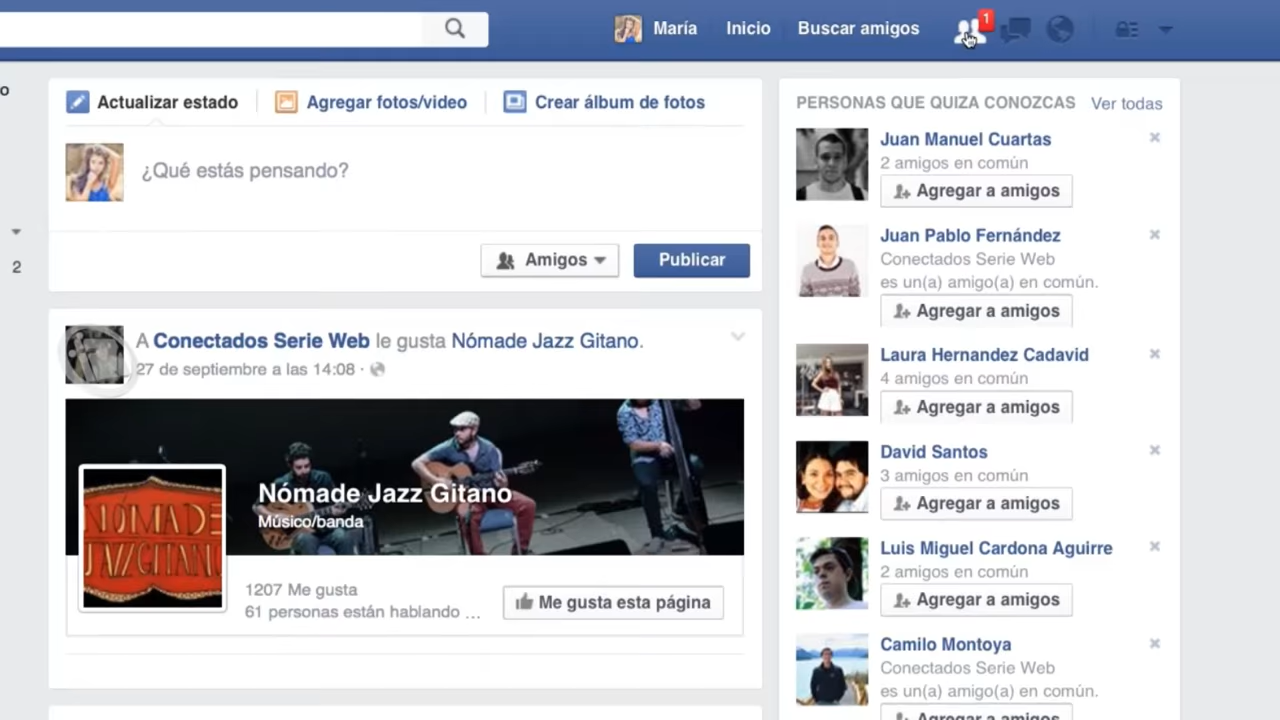 María Inicio Buscar amigos 1
o
Actualizar estado Agregar fotos/video Crear álbum de fotos
¿Qué estás pensando?
2
Amigos Publicar
A Conectados Serie Web le gusta Nómade Jazz Gitano.
27 de septiembre a las 14:08 ·
NÓMADE
JAZZGITANO
Nómade Jazz Gitano
Músico/banda
1207 Me gusta
61 personas están hablando ...
Me gusta esta página
PERSONAS QUE QUIZA CONOZCAS Ver todas
Juan Manuel Cuartas
2 amigos en común
Agregar a amigos
Juan Pablo Fernández
Conectados Serie Web
es un(a) amigo(a) en común.
Agregar a amigos
Laura Hernandez Cadavid
4 amigos en común
Agregar a amigos
David Santos
3 amigos en común
Agregar a amigos
Luis Miguel Cardona Aguirre
2 amigos en común
Agregar a amigos
Camilo Montoya
Conectados Serie Web
es un(a) amigo(a) en común.
Agregar a amigos